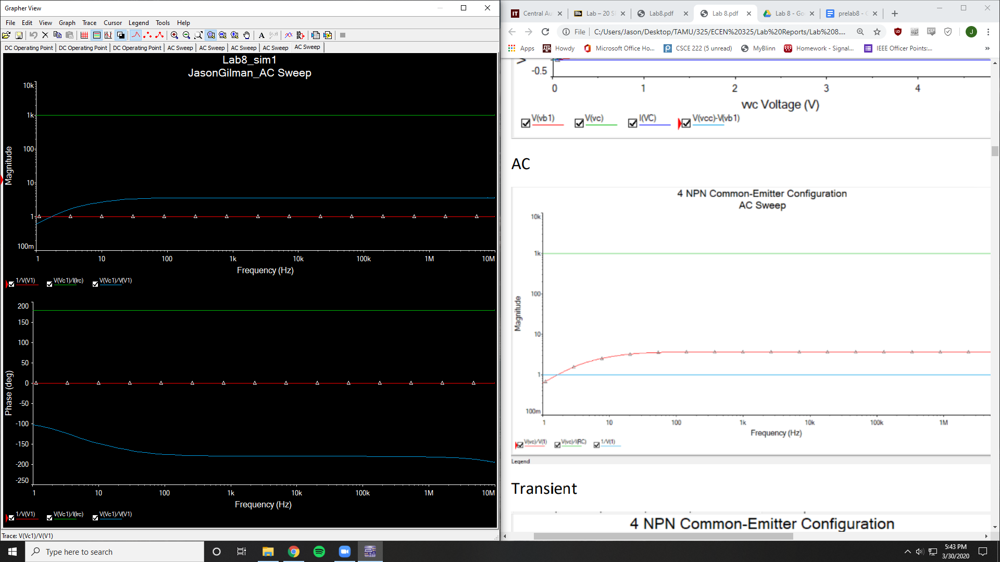 Grapher View
File Edit View Graph Trace Cursor Legend Tools Help
DC Operating Point DC Operating Point DC Operating Point AC Sweep AC Sweep AC Sweep AC Sweep AC Sweep
Lab8_sim1
JasonGilman_AC Sweep
Magnitude
10k
1k
100
10
1
100m
1 10 100 1k 10k 100k 1M 10M
Frequency (Hz)
1/V(V1) V(Vc1)/I(Irc) V(Vc1)/V(V1)
Phase (deg)
200
150
100
50
0
-50
-100
-150
-200
-250
1 10 100 1k 10k 100k 1M 10M
Frequency (Hz)
1/V(V1) V(Vc1)/I(Irc) V(Vc1)/V(V1)
Trace: V(Vc1)/V(V1)
Central Au Lab – 20 S Lab8.pdf Lab 8.pdf Lab 8 - Go prelab8 -
File C:/Users/Jason/Desktop/TAMU/325/ECEN%20325/Lab%20Reports/Lab%208....
J
Apps Howdy Microsoft Office Ho... CSCE 222 (5 unread) MyBlinn Homework - Signal... IEEE Officer Points:... »
-0.5
0 1 2 3 4
vvc Voltage (V)
V(vb1) V(vc) I(VC) V(vcc)-V(vb1)
AC
4 NPN Common-Emitter Configuration
AC Sweep
Magnitude
10k
1k
100
10
1
100m
1 10 100 1k 10k 100k 1M
Frequency (Hz)
V(vc)/V(1) V(vc)/I(RC) 1/V(1)
Legend
Transient
4 NPN Common-Emitter Configuration
Type here to search
5:43 PM
3/30/2020